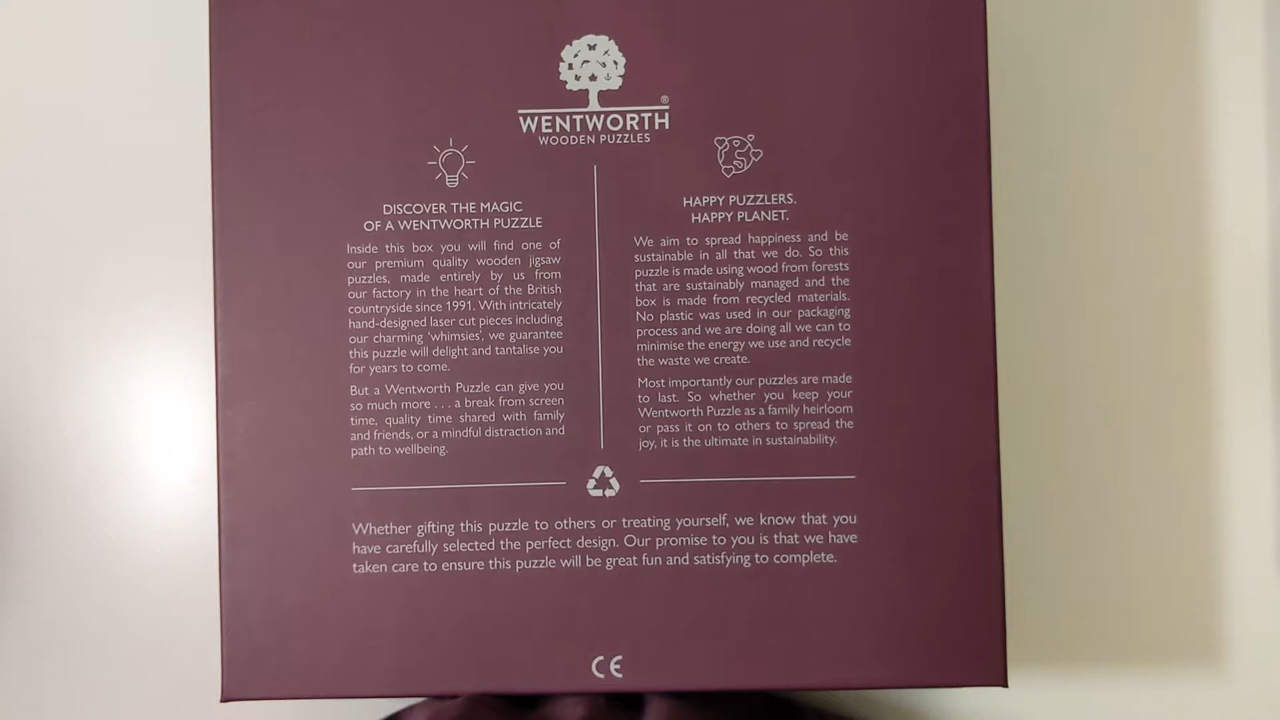 ®
WENTWORTH
WOODEN PUZZLES
DISCOVER THE MAGIC
OF A WENTWORTH PUZZLE
Inside this box you will find one of
our premium quality wooden jigsaw
puzzles, made entirely by us from
our factory in the heart of the British
countryside since 1991. With intricately
hand-designed laser cut pieces including
our charming 'whimsies', we guarantee
this puzzle will delight and tantalise you
for years to come.
But a Wentworth Puzzle can give you
so much more . . . a break from screen
time, quality time shared with family
and friends, or a mindful distraction and
path to wellbeing.
HAPPY PUZZLERS.
HAPPY PLANET.
We aim to spread happiness and be
sustainable in all that we do. So this
puzzle is made using wood from forests
that are sustainably managed and the
box is made from recycled materials.
No plastic was used in our packaging
process and we are doing all we can to
minimise the energy we use and recycle
the waste we create.
Most importantly our puzzles are made
to last. So whether you keep your
Wentworth Puzzle as a family heirloom
or pass it on to others to spread the
joy, it is the ultimate in sustainability.
Whether gifting this puzzle to others or treating yourself, we know that you
have carefully selected the perfect design. Our promise to you is that we have
taken care to ensure this puzzle will be great fun and satisfying to complete.
CE